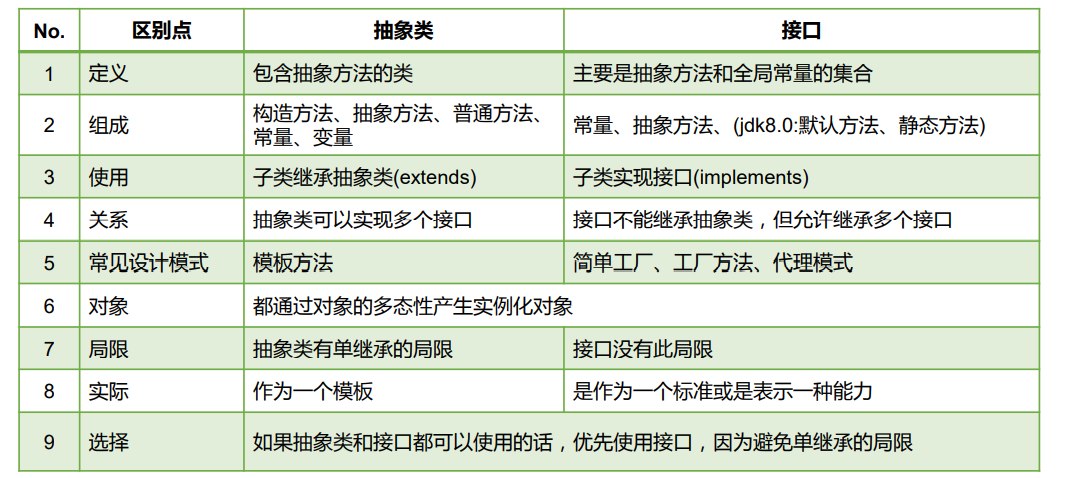 No. 区别点 抽象类 接口
1 定义 包含抽象方法的类 主要是抽象方法和全局常量的集合
2 组成 构造方法、抽象方法、普通方法、
常量、变量 常量、抽象方法、(jdk8.0:默认方法、静态方法)
3 使用 子类继承抽象类(extends) 子类实现接口(implements)
4 关系 抽象类可以实现多个接口 接口不能继承抽象类，但允许继承多个接口
5 常见设计模式 模板方法 简单工厂、工厂方法、代理模式
6 对象 都通过对象的多态性产生实例化对象
7 局限 抽象类有单继承的局限 接口没有此局限
8 实际 作为一个模板 是作为一个标准或是表示一种能力
9 选择 如果抽象类和接口都可以使用的话，优先使用接口，因为避免单继承的局限